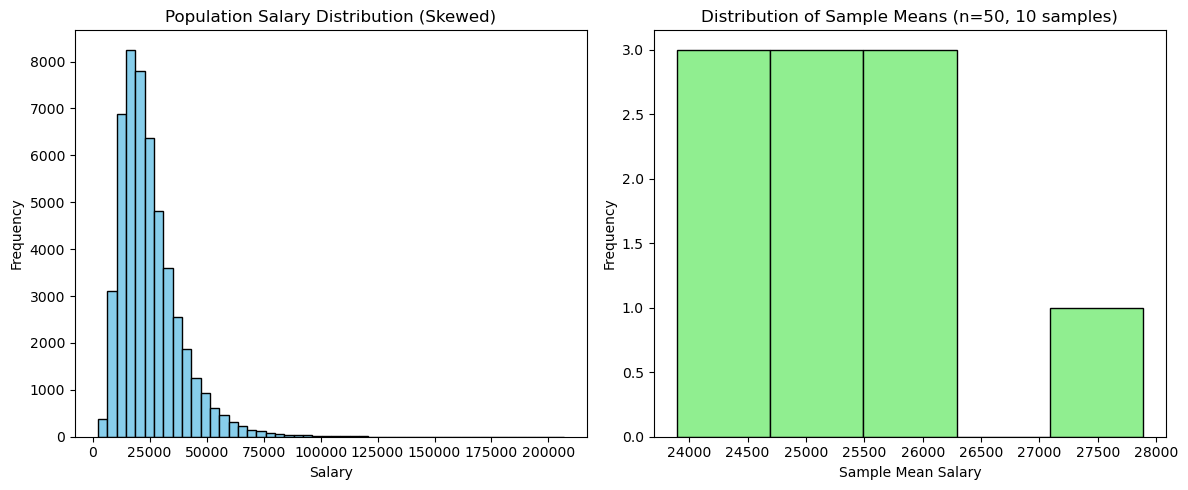 Population Salary Distribution (Skewed)
Frequency
8000
7000
6000
5000
4000
3000
2000
1000
0
0 25000 50000 75000 100000 125000 150000 175000 200000
Salary
Distribution of Sample Means (n=50, 10 samples)
Frequency
3.0
2.5
2.0
1.5
1.0
0.5
0.0
24000 24500 25000 25500 26000 26500 27000 27500 28000
Sample Mean Salary